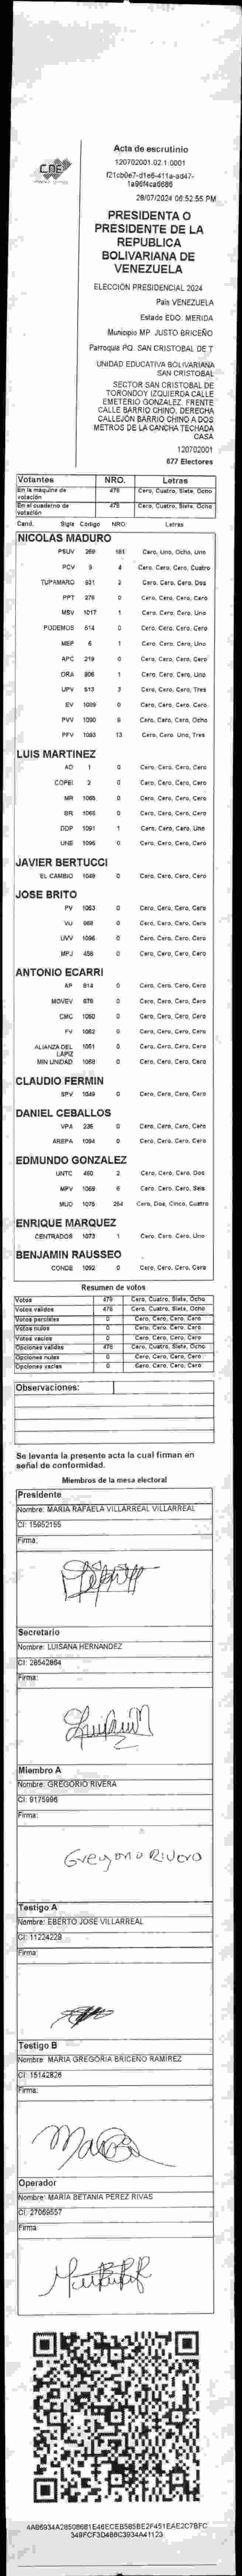 CNE
Acta de escrutinio
120702001.02.1.0001
f21cb0e7-d1e6-411a-ad47-
1a96f4ca6686
28/07/2024 06:52:55 PM
PRESIDENTA O
PRESIDENTE DE LA
REPUBLICA
BOLIVARIANA DE
VENEZUELA
ELECCIÓN PRESIDENCIAL 2024
País VENEZUELA
Estado EDO. MERIDA
Municipio MP. JUSTO BRICEÑO
Parroquia PQ. SAN CRISTOBAL DE T
UNIDAD EDUCATIVA BOLIVARIANA
SAN CRISTOBAL
SECTOR SAN CRISTOBAL DE
TORONDOY IZQUIERDA CALLE
EMETERIO GONZALEZ. FRENTE
CALLE BARRIO CHINO. DERECHA
CALLEJÓN BARRIO CHINO A DOS
METROS DE LA CANCHA TECHADA
CASA
120702001
677 Electores
Votantes NRO. Letras
En la máquina de votación 478 Cero, Cuatro, Siete, Ocho
En el cuaderno de votación 478 Cero, Cuatro, Siete, Ocho
Cand. Sigla Código NRO. Letras
NICOLAS MADURO
PSUV 269 181 Cero, Uno, Ocho, Uno
PCV 9 4 Cero, Cero, Cero, Cuatro
TUPAMARO 831 2 Cero, Cero, Cero, Dos
PPT 276 0 Cero, Cero, Cero, Cero
MSV 1017 1 Cero, Cero, Cero, Uno
PODEMOS 514 0 Cero, Cero, Cero, Cero
MEP 6 1 Cero, Cero, Cero, Uno
APC 219 0 Cero, Cero, Cero, Cero
ORA 806 1 Cero, Cero, Cero, Uno
UPV 513 3 Cero, Cero, Cero, Tres
EV 1089 0 Cero, Cero, Cero, Cero
PVV 1090 8 Cero, Cero, Cero, Ocho
PFV 1093 13 Cero, Cero, Uno, Tres
LUIS MARTINEZ
AD 1 0 Cero, Cero, Cero, Cero
COPEI 2 0 Cero, Cero, Cero, Cero
MR 1065 0 Cero, Cero, Cero, Cero
BR 1066 0 Cero, Cero, Cero, Cero
DDP 1091 1 Cero, Cero, Cero, Uno
UNE 1095 0 Cero, Cero, Cero, Cero
JAVIER BERTUCCI
EL CAMBIO 1049 0 Cero, Cero, Cero, Cero
JOSE BRITO
PV 1063 0 Cero, Cero, Cero, Cero
VU 968 0 Cero, Cero, Cero, Cero
UVV 1096 0 Cero, Cero, Cero, Cero
MPJ 458 0 Cero, Cero, Cero, Cero
ANTONIO ECARRI
AP 814 0 Cero, Cero, Cero, Cero
MOVEV 678 0 Cero, Cero, Cero, Cero
CMC 1050 0 Cero, Cero, Cero, Cero
FV 1062 0 Cero, Cero, Cero, Cero
ALIANZA DEL LAPIZ 1051 0 Cero, Cero, Cero, Cero
MIN UNIDAD 1068 0 Cero, Cero, Cero, Cero
CLAUDIO FERMIN
SPV 1049 0 Cero, Cero, Cero, Cero
DANIEL CEBALLOS
VPA 236 0 Cero, Cero, Cero, Cero
AREPA 1094 0 Cero, Cero, Cero, Cero
EDMUNDO GONZALEZ
UNTC 460 2 Cero, Cero, Cero, Dos
MPV 1069 6 Cero, Cero, Cero, Seis
MUD 1075 254 Cero, Dos, Cinco, Cuatro
ENRIQUE MARQUEZ
CENTRADOS 1073 1 Cero, Cero, Cero, Uno
BENJAMIN RAUSSEO
CONDE 1092 0 Cero, Cero, Cero, Cero
Resumen de votos
Votos 478 Cero, Cuatro, Siete, Ocho
Votos válidos 478 Cero, Cuatro, Siete, Ocho
Votos parciales 0 Cero, Cero, Cero, Cero
Votos nulos 0 Cero, Cero, Cero, Cero
Votos vacíos 0 Cero, Cero, Cero, Cero
Opciones válidas 478 Cero, Cuatro, Siete, Ocho
Opciones nulas 0 Cero, Cero, Cero, Cero
Opciones vacías 0 Cero, Cero, Cero, Cero
Observaciones:
Se levanta la presente acta la cual firman en
señal de conformidad.
Miembros de la mesa electoral
Presidente
Nombre: MARIA RAFAELA VILLARREAL VILLARREAL
CI: 15952155
Firma:
Secretario
Nombre: LUISANA HERNANDEZ
CI: 28542864
Firma:
Miembro A
Nombre: GREGORIO RIVERA
CI: 9175996
Firma:
Gregorio Rivera
Testigo A
Nombre: EBERTO JOSE VILLARREAL
CI: 11224229
Firma:
Testigo B
Nombre: MARIA GREGORIA BRICEÑO RAMIREZ
CI: 15142826
Firma:
Operador
Nombre: MARIA BETANIA PEREZ RIVAS
CI: 27069557
Firma:
4AB6934A28508681E46ECEB585BE2F451EAE2C7BFC
349FCF3D488C3934A41123